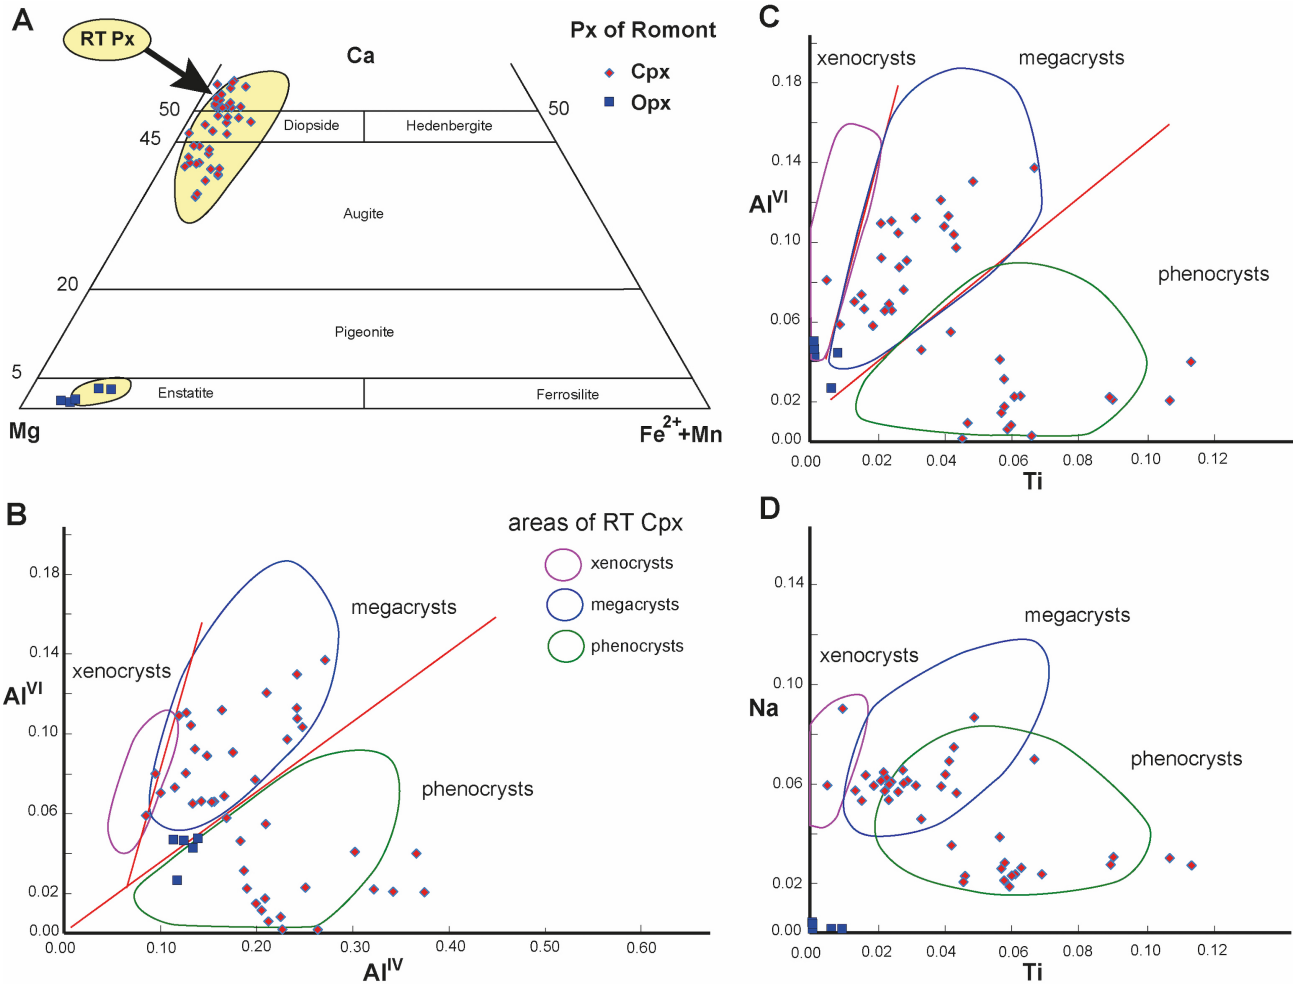 A
RT Px
Ca
Px of Romont
Cpx
Opx
50
50
45
Diopside
Hedenbergite
Augite
20
Pigeonite
5
Enstatite
Ferrosilite
Mg
Fe²⁺+Mn
C
xenocrysts
megacrysts
0.18
0.14
Alⱽᴵ
0.10
phenocrysts
0.06
0.02
0.00
0.00
0.02
0.04
0.06
0.08
0.10
0.12
Ti
B
areas of RT Cpx
xenocrysts
megacrysts
phenocrysts
0.18
megacrysts
0.14
xenocrysts
Alⱽᴵ
0.10
phenocrysts
0.06
0.02
0.00
0.00
0.10
0.20
0.30
0.40
0.50
0.60
Alᴵⱽ
D
0.14
megacrysts
xenocrysts
0.10
Na
phenocrysts
0.06
0.02
0.00
0.00
0.02
0.04
0.06
0.08
0.10
0.12
Ti